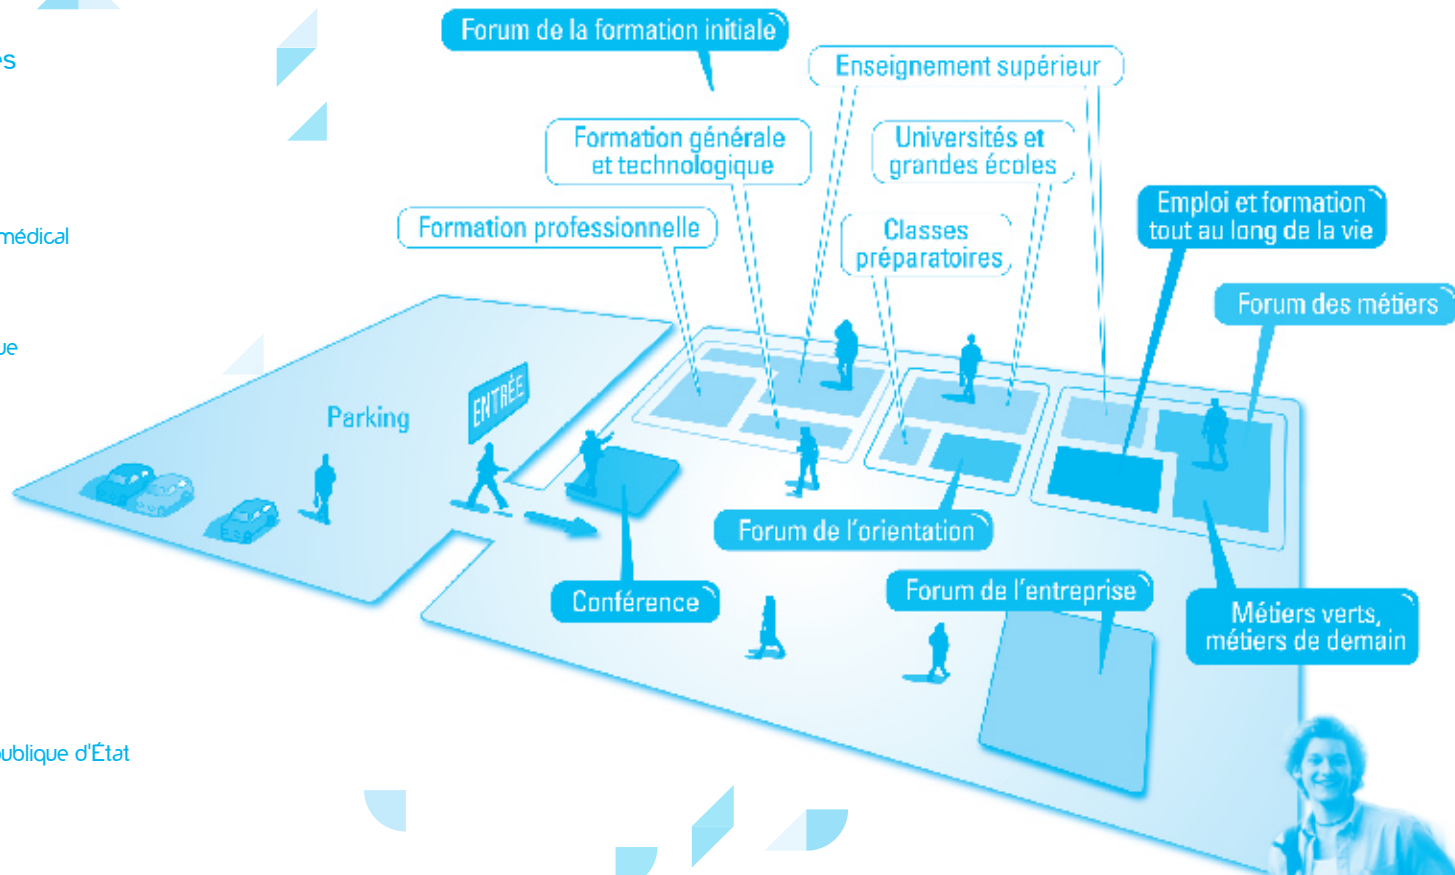 médical
publique d'État
Forum de la formation initiale
Enseignement supérieur
Formation générale
et technologique
Universités et
grandes écoles
Emploi et formation
tout au long de la vie
Formation professionnelle
Classes
préparatoires
Forum des métiers
Parking
ENTRÉE
Forum de l'orientation
Conférence
Forum de l'entreprise
Métiers verts,
métiers de demain